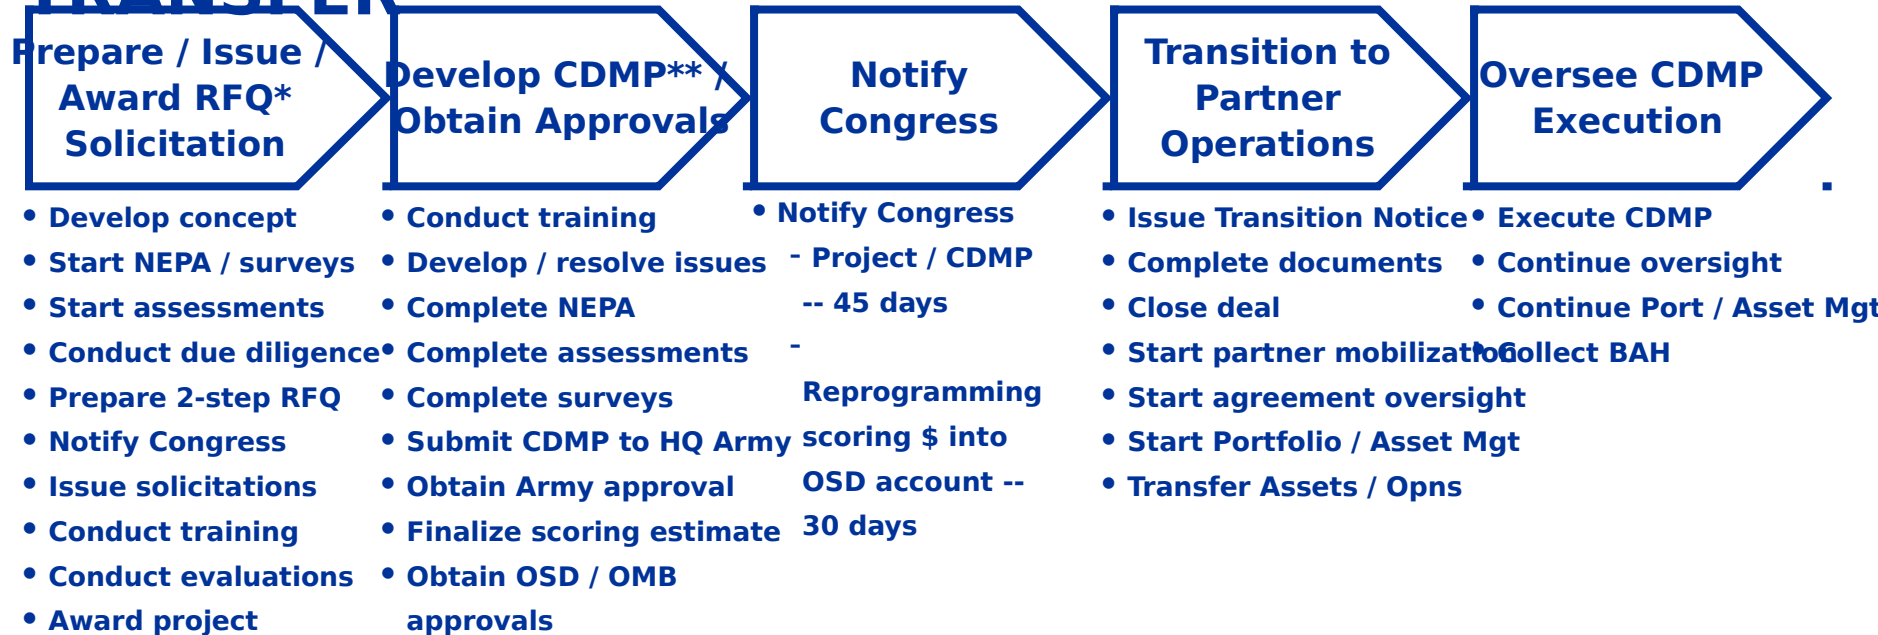 TRANSFER
Prepare / Issue /
Award RFQ*
Solicitation
• Develop concept
• Start NEPA / surveys
• Start assessments
• Conduct due diligence
• Prepare 2-step RFQ
• Notify Congress
• Issue solicitations
• Conduct training
• Conduct evaluations
• Award project
Develop CDMP** /
Obtain Approvals
• Conduct training
• Develop / resolve issues
• Complete NEPA
• Complete assessments
• Complete surveys
• Submit CDMP to HQ Army
• Obtain Army approval
• Finalize scoring estimate
• Obtain OSD / OMB
approvals
Notify
Congress
• Notify Congress
- Project / CDMP
-- 45 days
-
Reprogramming
scoring $ into
OSD account --
30 days
Transition to
Partner
Operations
• Issue Transition Notice
• Complete documents
• Close deal
• Start partner mobilization
• Start agreement oversight
• Start Portfolio / Asset Mgt
• Transfer Assets / Opns
Oversee CDMP
Execution
• Execute CDMP
• Continue oversight
• Continue Port / Asset Mgt
• Collect BAH